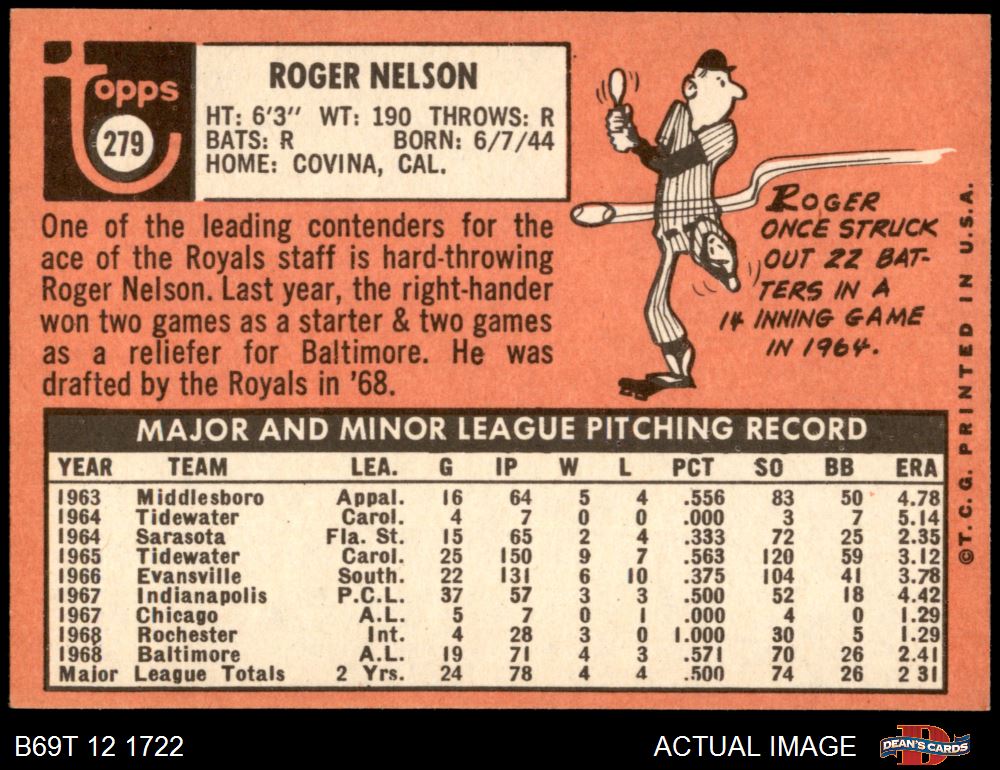 topps
279
ROGER NELSON
HT: 6'3" WT: 190 THROWS: R
BATS: R BORN: 6/7/44
HOME: COVINA, CAL.
One of the leading contenders for the
ace of the Royals staff is hard-throwing
Roger Nelson. Last year, the right-hander
won two games as a starter & two games
as a reliefer for Baltimore. He was
drafted by the Royals in '68.
ROGER
ONCE STRUCK
OUT 22 BAT-
TERS IN A
14 INNING GAME
IN 1964.
MAJOR AND MINOR LEAGUE PITCHING RECORD
YEAR TEAM LEA. G IP W L PCT SO BB ERA
1963 Middlesboro Appal. 16 64 5 4 .556 83 50 4.78
1964 Tidewater Carol. 4 7 0 0 .000 3 7 5.14
1964 Sarasota Fla. St. 15 65 2 4 .333 72 25 2.35
1965 Tidewater Carol. 25 150 9 7 .563 120 59 3.12
1966 Evansville South. 22 131 6 10 .375 104 41 3.78
1967 Indianapolis P.C.L. 37 57 3 3 .500 52 18 4.42
1967 Chicago A.L. 5 7 0 1 .000 4 0 1.29
1968 Rochester Int. 4 28 3 0 1.000 30 5 1.29
1968 Baltimore A.L. 19 71 4 3 .571 70 26 2.41
Major League Totals 2 Yrs. 24 78 4 4 .500 74 26 2 31
©T.C.G. PRINTED IN U.S.A.
B69T 12 1722
ACTUAL IMAGE
DEAN'S CARDS